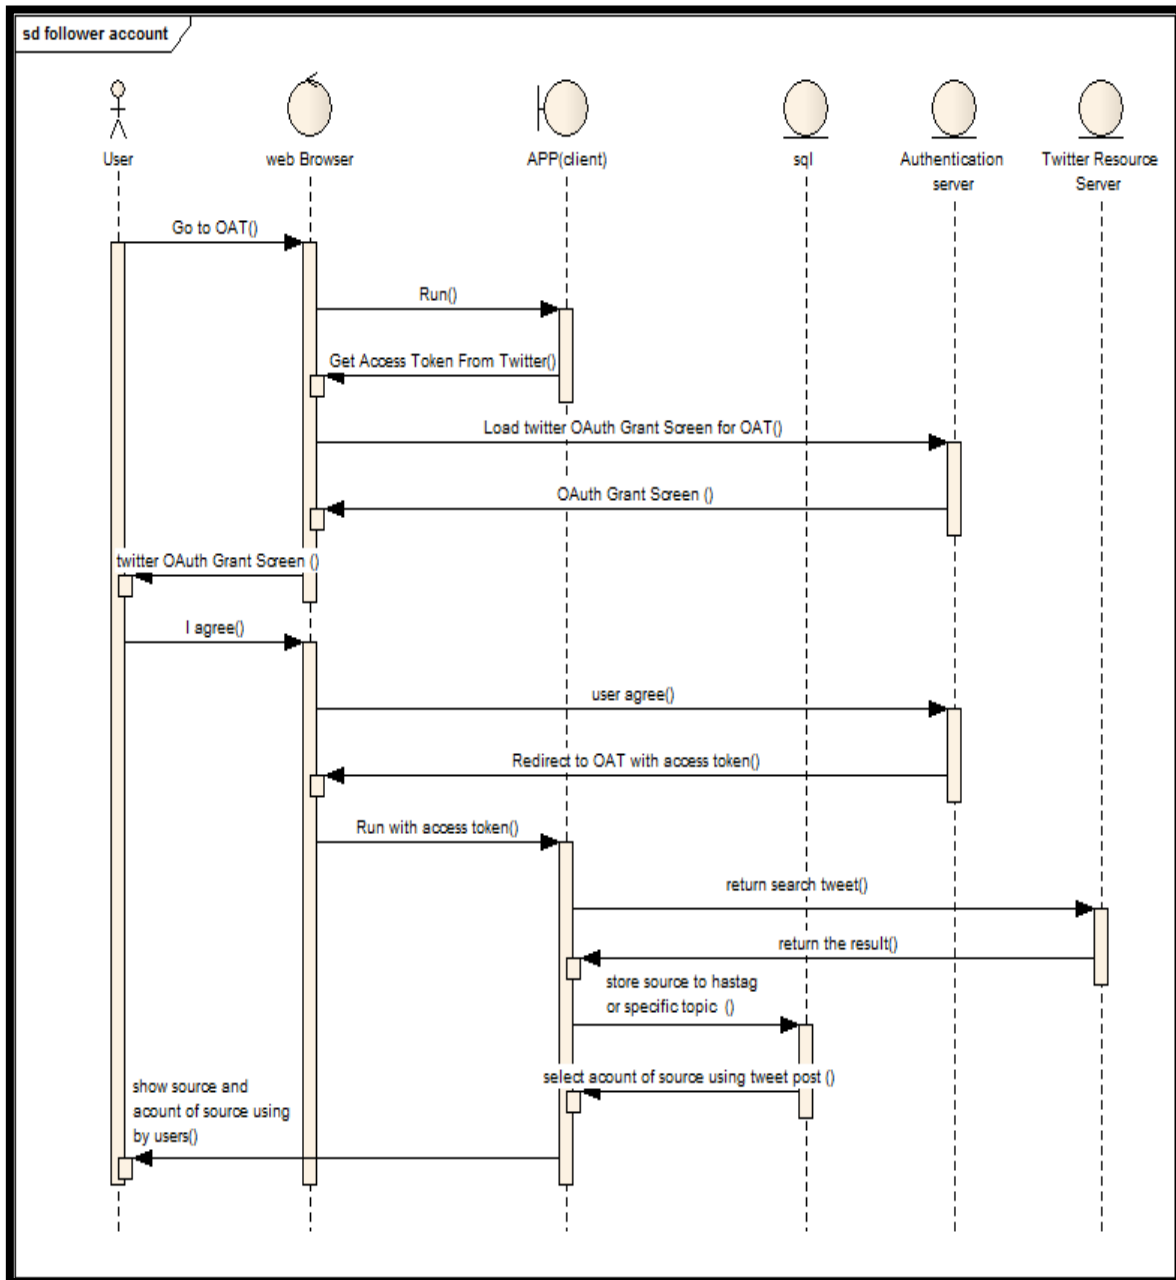 sd follower account
User
web Browser
APP(client)
sql
Authentication
server
Twitter Resource
Server
Go to OAT()
Run()
Get Access Token From Twitter()
Load twitter OAuth Grant Screen for OAT()
OAuth Grant Screen ()
twitter OAuth Grant Screen ()
I agree()
user agree()
Redirect to OAT with access token()
Run with access token()
return search tweet()
return the result()
store source to hastag
or specific topic ()
select acount of source using tweet post ()
show source and
acount of source using
by users()